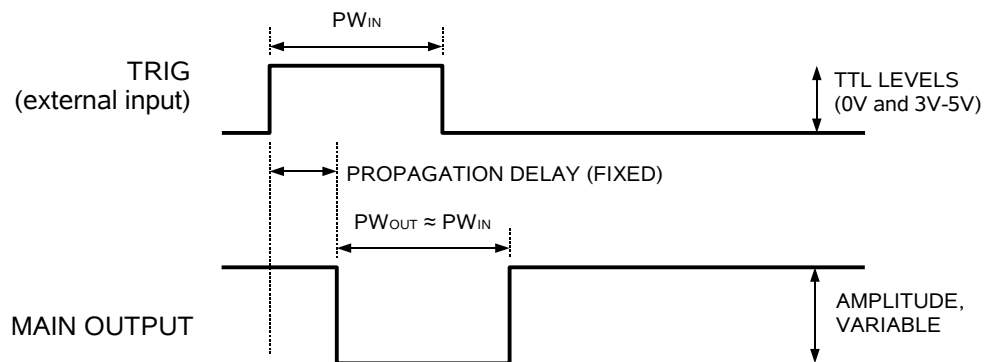 PWIN
TRIG
(external input)
TTL LEVELS
(0V and 3V-5V)
PROPAGATION DELAY (FIXED)
PWOUT ≈ PWIN
MAIN OUTPUT
AMPLITUDE,
VARIABLE